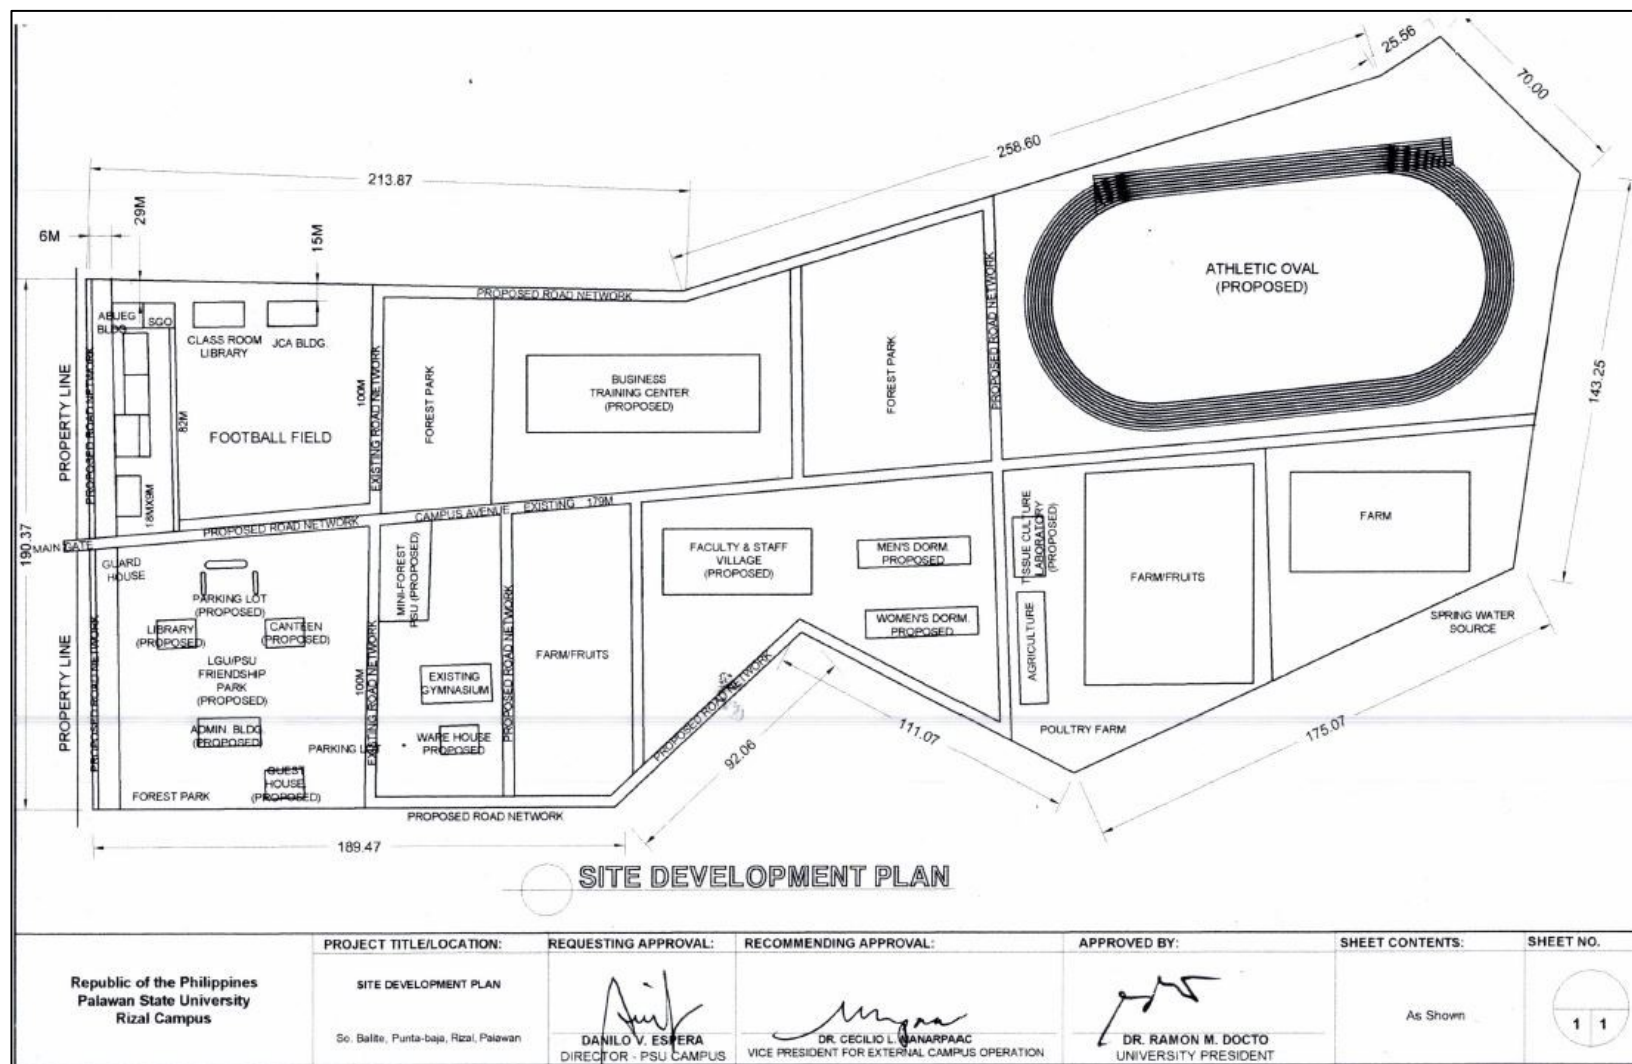 25.56
70.00
258.60
213.87
29M
6M
15M
143.25
190.37
PROPERTY LINE
PROPERTY LINE
PROPOSED ROAD NETWORK
ABUEG
BLDG.
SGO
CLASS ROOM
LIBRARY
JCA BLDG.
82M
18MX9M
FOOTBALL FIELD
100M
EXISTING ROAD NETWORK
FOREST PARK
PROPOSED ROAD NETWORK
BUSINESS
TRAINING CENTER
(PROPOSED)
FOREST PARK
PROPOSED ROAD NETWORK
ATHLETIC OVAL
(PROPOSED)
MAIN GATE
PROPOSED ROAD NETWORK
CAMPUS AVENUE
EXISTING 179M
GUARD
HOUSE
PARKING LOT
(PROPOSED)
LIBRARY
(PROPOSED)
CANTEEN
(PROPOSED)
LGU/PSU
FRIENDSHIP
PARK
(PROPOSED)
ADMIN. BLDG.
(PROPOSED)
PARKING LOT
GUEST
HOUSE
(PROPOSED)
FOREST PARK
PROPOSED ROAD NETWORK
100M
EXISTING ROAD NETWORK
MINI-FOREST
PSU (PROPOSED)
EXISTING
GYMNASIUM
WARE HOUSE
PROPOSED
PROPOSED ROAD NETWORK
FARM/FRUITS
PROPOSED ROAD NETWORK
FACULTY & STAFF
VILLAGE
(PROPOSED)
MEN'S DORM.
PROPOSED
WOMEN'S DORM.
PROPOSED
TISSUE CULTURE
LABORATORY
(PROPOSED)
AGRICULTURE
FARM/FRUITS
FARM
SPRING WATER
SOURCE
POULTRY FARM
PROPOSED ROAD NETWORK
189.47
92.06
111.07
175.07
SITE DEVELOPMENT PLAN
Republic of the Philippines
Palawan State University
Rizal Campus
PROJECT TITLE/LOCATION:
SITE DEVELOPMENT PLAN
So. Balite, Punta-baja, Rizal, Palawan
REQUESTING APPROVAL:
DANILO V. ESPERA
DIRECTOR - PSU CAMPUS
RECOMMENDING APPROVAL:
DR. CECILIO L. MANARPAAC
VICE PRESIDENT FOR EXTERNAL CAMPUS OPERATION
APPROVED BY:
DR. RAMON M. DOCTO
UNIVERSITY PRESIDENT
SHEET CONTENTS:
As Shown
SHEET NO.
1 1